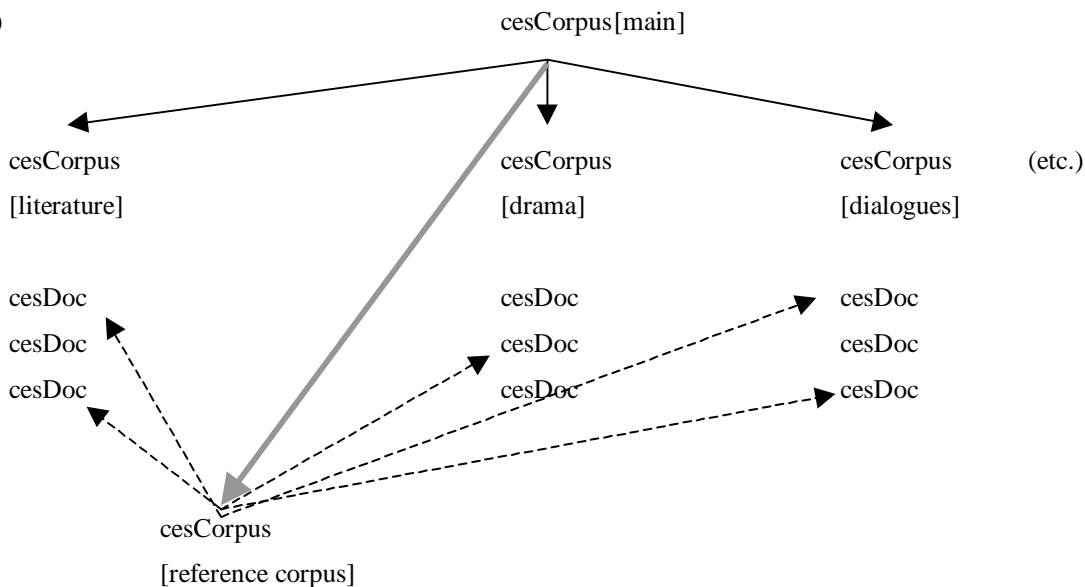 ) cesCorpus[main]
cesCorpus cesCorpus cesCorpus (etc.)
[literature] [drama] [dialogues]
cesDoc cesDoc cesDoc
cesDoc cesDoc cesDoc
cesDoc cesDoc cesDoc
cesCorpus
[reference corpus]